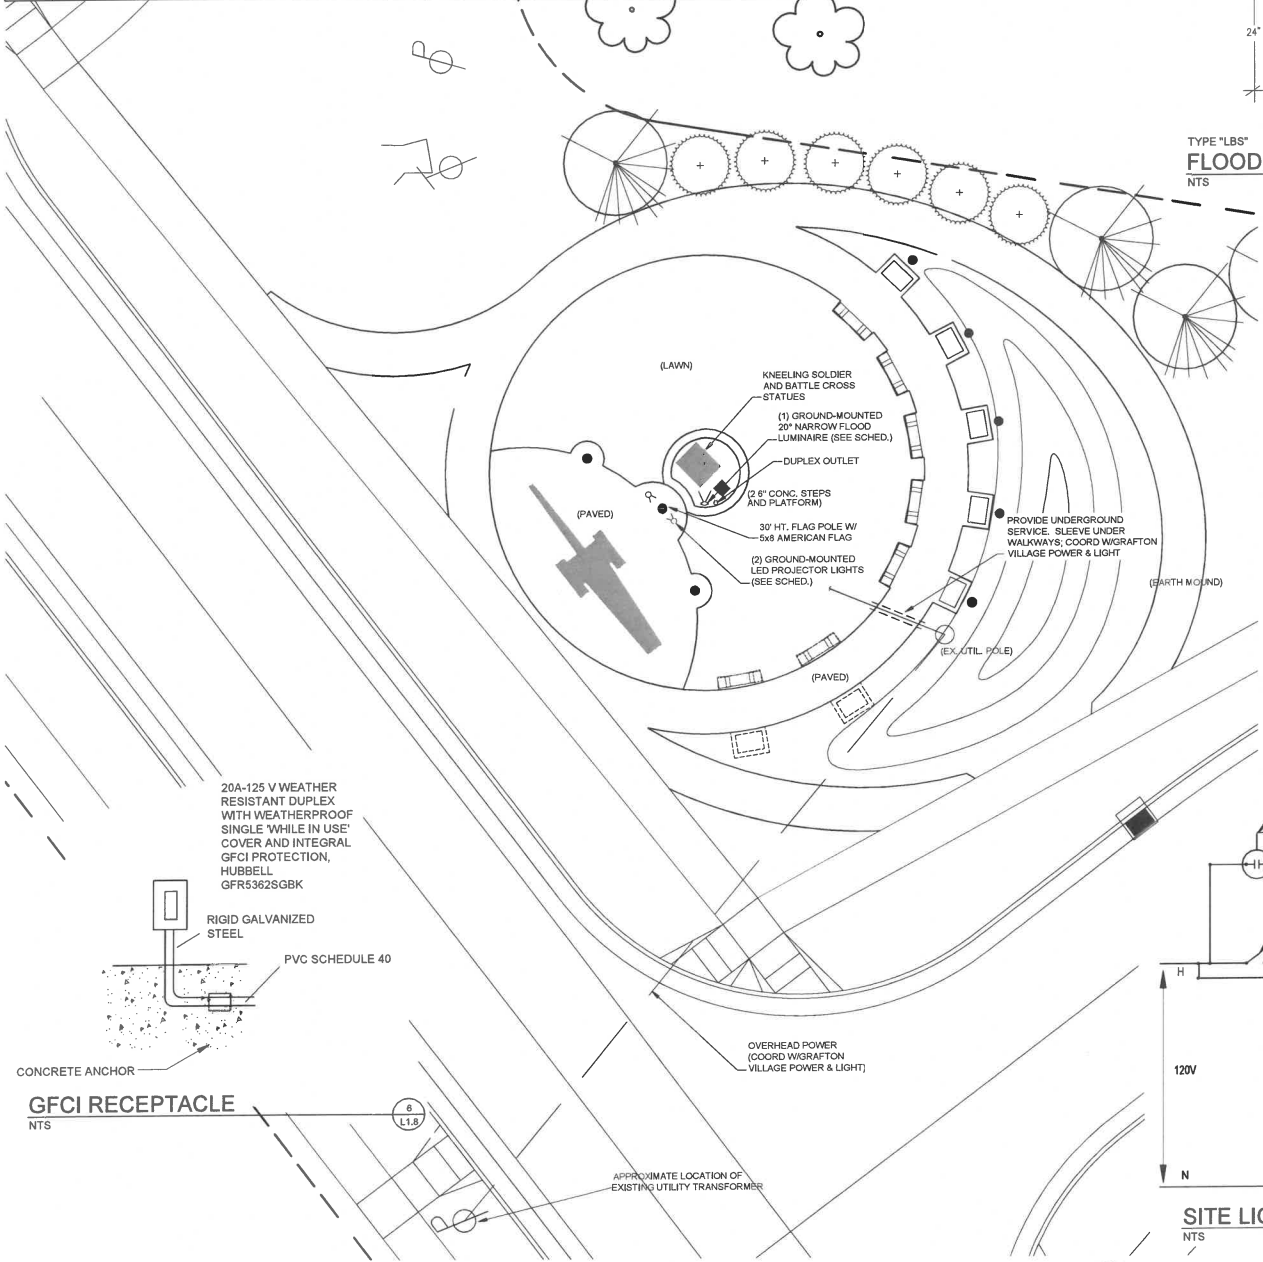 24"
TYPE "LBS"
FLOOD
NTS
(LAWN)
KNEELING SOLDIER
AND BATTLE CROSS
STATUES
(1) GROUND-MOUNTED
20° NARROW FLOOD
LUMINAIRE (SEE SCHED.)
DUPLEX OUTLET
(2 6" CONC. STEPS
AND PLATFORM)
(PAVED)
30' HT. FLAG POLE W/
5x8 AMERICAN FLAG
(2) GROUND-MOUNTED
LED PROJECTOR LIGHTS
(SEE SCHED.)
PROVIDE UNDERGROUND
SERVICE. SLEEVE UNDER
WALKWAYS; COORD W/GRAFTON
VILLAGE POWER & LIGHT
(EARTH MOUND)
(EX. UTIL. POLE)
(PAVED)
20A-125 V WEATHER
RESISTANT DUPLEX
WITH WEATHERPROOF
SINGLE 'WHILE IN USE'
COVER AND INTEGRAL
GFCI PROTECTION,
HUBBELL
GFR5362SGBK
RIGID GALVANIZED
STEEL
PVC SCHEDULE 40
CONCRETE ANCHOR
GFCI RECEPTACLE
NTS
6
L1.8
OVERHEAD POWER
(COORD W/GRAFTON
VILLAGE POWER & LIGHT)
APPROXIMATE LOCATION OF
EXISTING UTILITY TRANSFORMER
H
120V
N
SITE
NTS